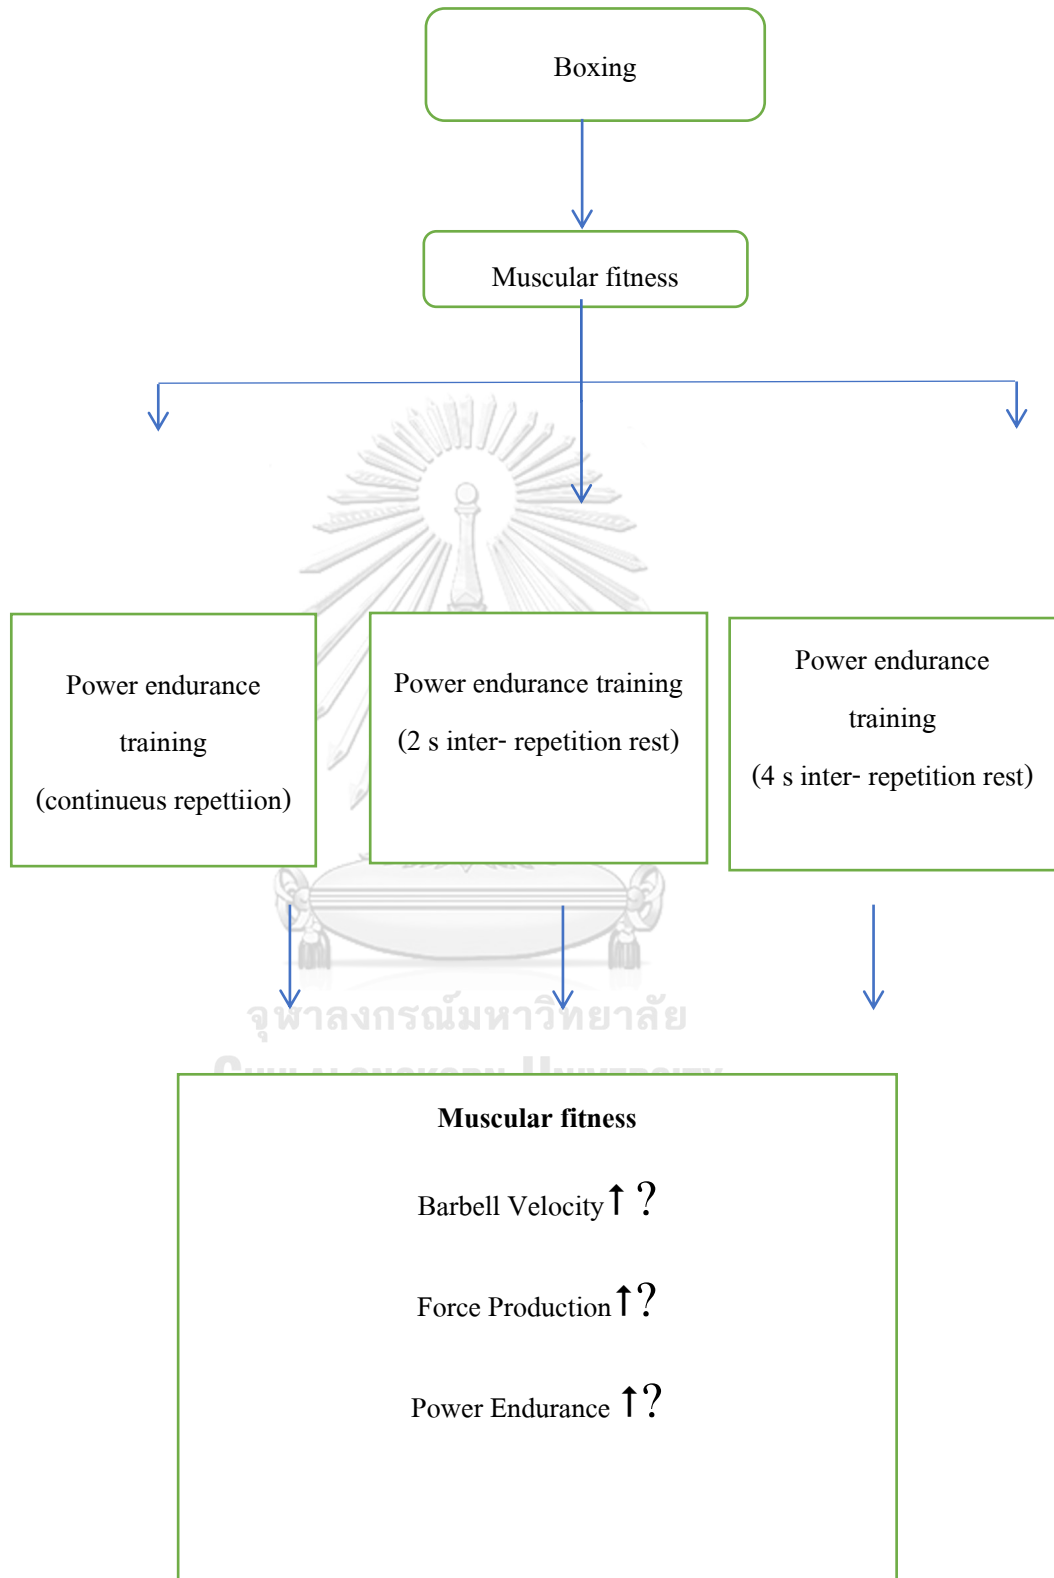 Boxing
Muscular fitness
Power endurance
training
(continueus repettiion)
Power endurance training
(2 s inter- repetition rest)
Power endurance
training
(4 s inter- repetition rest)
จุฬาลงกรณ์มหาวิทยาลัย
CHULALONGKORN UNIVERSITY
Muscular fitness
Barbell Velocity↑ ?
Force Production↑?
Power Endurance ↑?